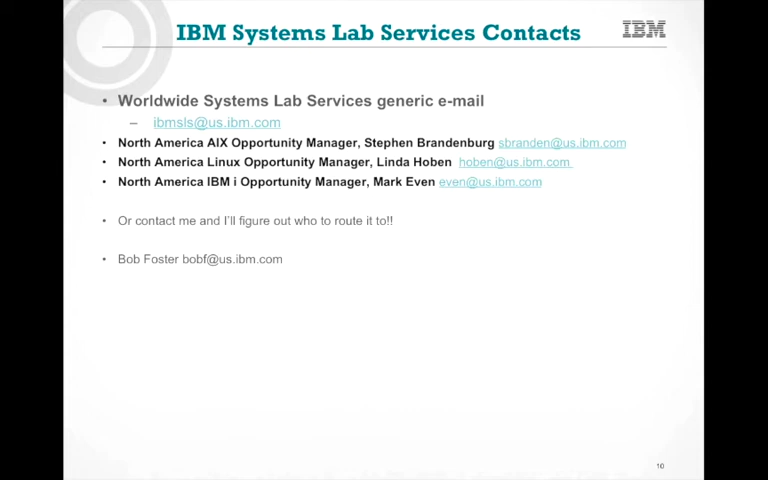 IBM Systems Lab Services Contacts
IBM
• Worldwide Systems Lab Services generic e-mail
– ibmsls@us.ibm.com
• North America AIX Opportunity Manager, Stephen Brandenburg sbranden@us.ibm.com
• North America Linux Opportunity Manager, Linda Hoben hoben@us.ibm.com
• North America IBM i Opportunity Manager, Mark Even even@us.ibm.com
• Or contact me and I'll figure out who to route it to!!
• Bob Foster bobf@us.ibm.com
10